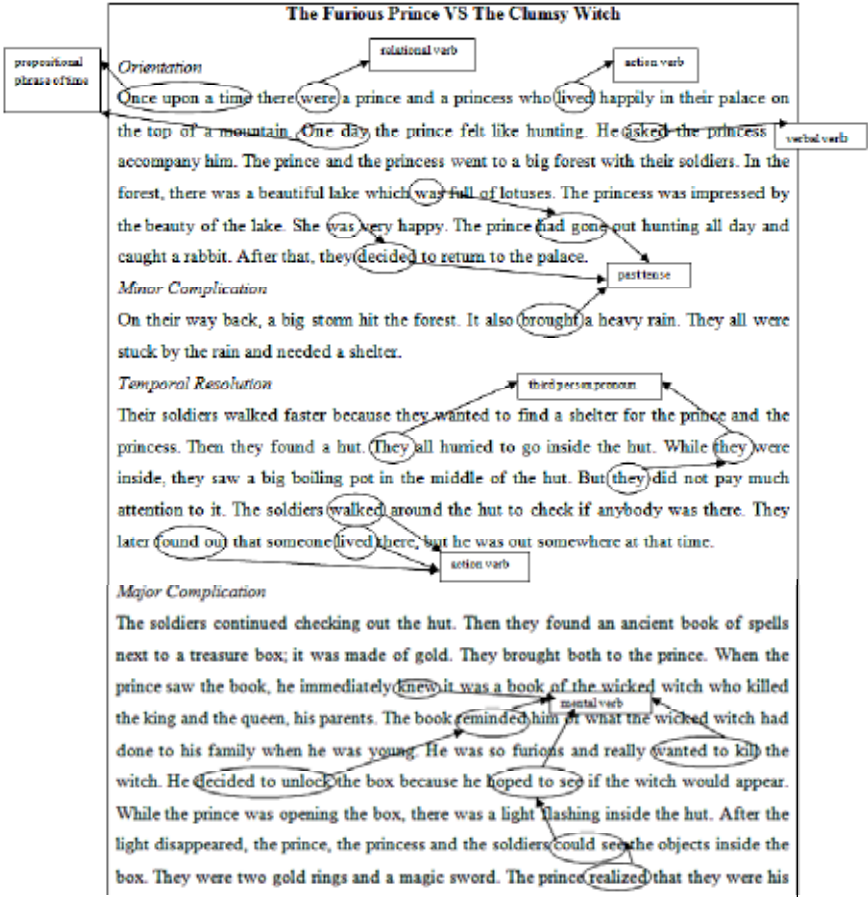 The Furious Prince VS The Clumsy Witch
relational verb
prepositional
phrase of time
action verb
Orientation
Once upon a time there were a prince and a princess who lived happily in their palace on
the top of a mountain. One day, the prince felt like hunting. He asked the princess
verbal verb
accompany him. The prince and the princess went to a big forest with their soldiers. In the
forest, there was a beautiful lake which was full of lotuses. The princess was impressed by
the beauty of the lake. She was very happy. The prince had gone out hunting all day and
caught a rabbit. After that, they decided to return to the palace.
past tense
Minor Complication
On their way back, a big storm hit the forest. It also brought a heavy rain. They all were
stuck by the rain and needed a shelter.
Temporal Resolution
third person pronoun
Their soldiers walked faster because they wanted to find a shelter for the prince and the
princess. Then they found a hut. They all hurried to go inside the hut. While they were
inside, they saw a big boiling pot in the middle of the hut. But they did not pay much
attention to it. The soldiers walked around the hut to check if anybody was there. They
later found out that someone lived there, but he was out somewhere at that time.
action verb
Major Complication
The soldiers continued checking out the hut. Then they found an ancient book of spells
next to a treasure box; it was made of gold. They brought both to the prince. When the
prince saw the book, he immediately knew it was a book of the wicked witch who killed
mental verb
the king and the queen, his parents. The book reminded him of what the wicked witch had
done to his family when he was young. He was so furious and really wanted to kill the
witch. He decided to unlock the box because he hoped to see if the witch would appear.
While the prince was opening the box, there was a light flashing inside the hut. After the
light disappeared, the prince, the princess and the soldiers could see the objects inside the
box. They were two gold rings and a magic sword. The prince realized that they were his